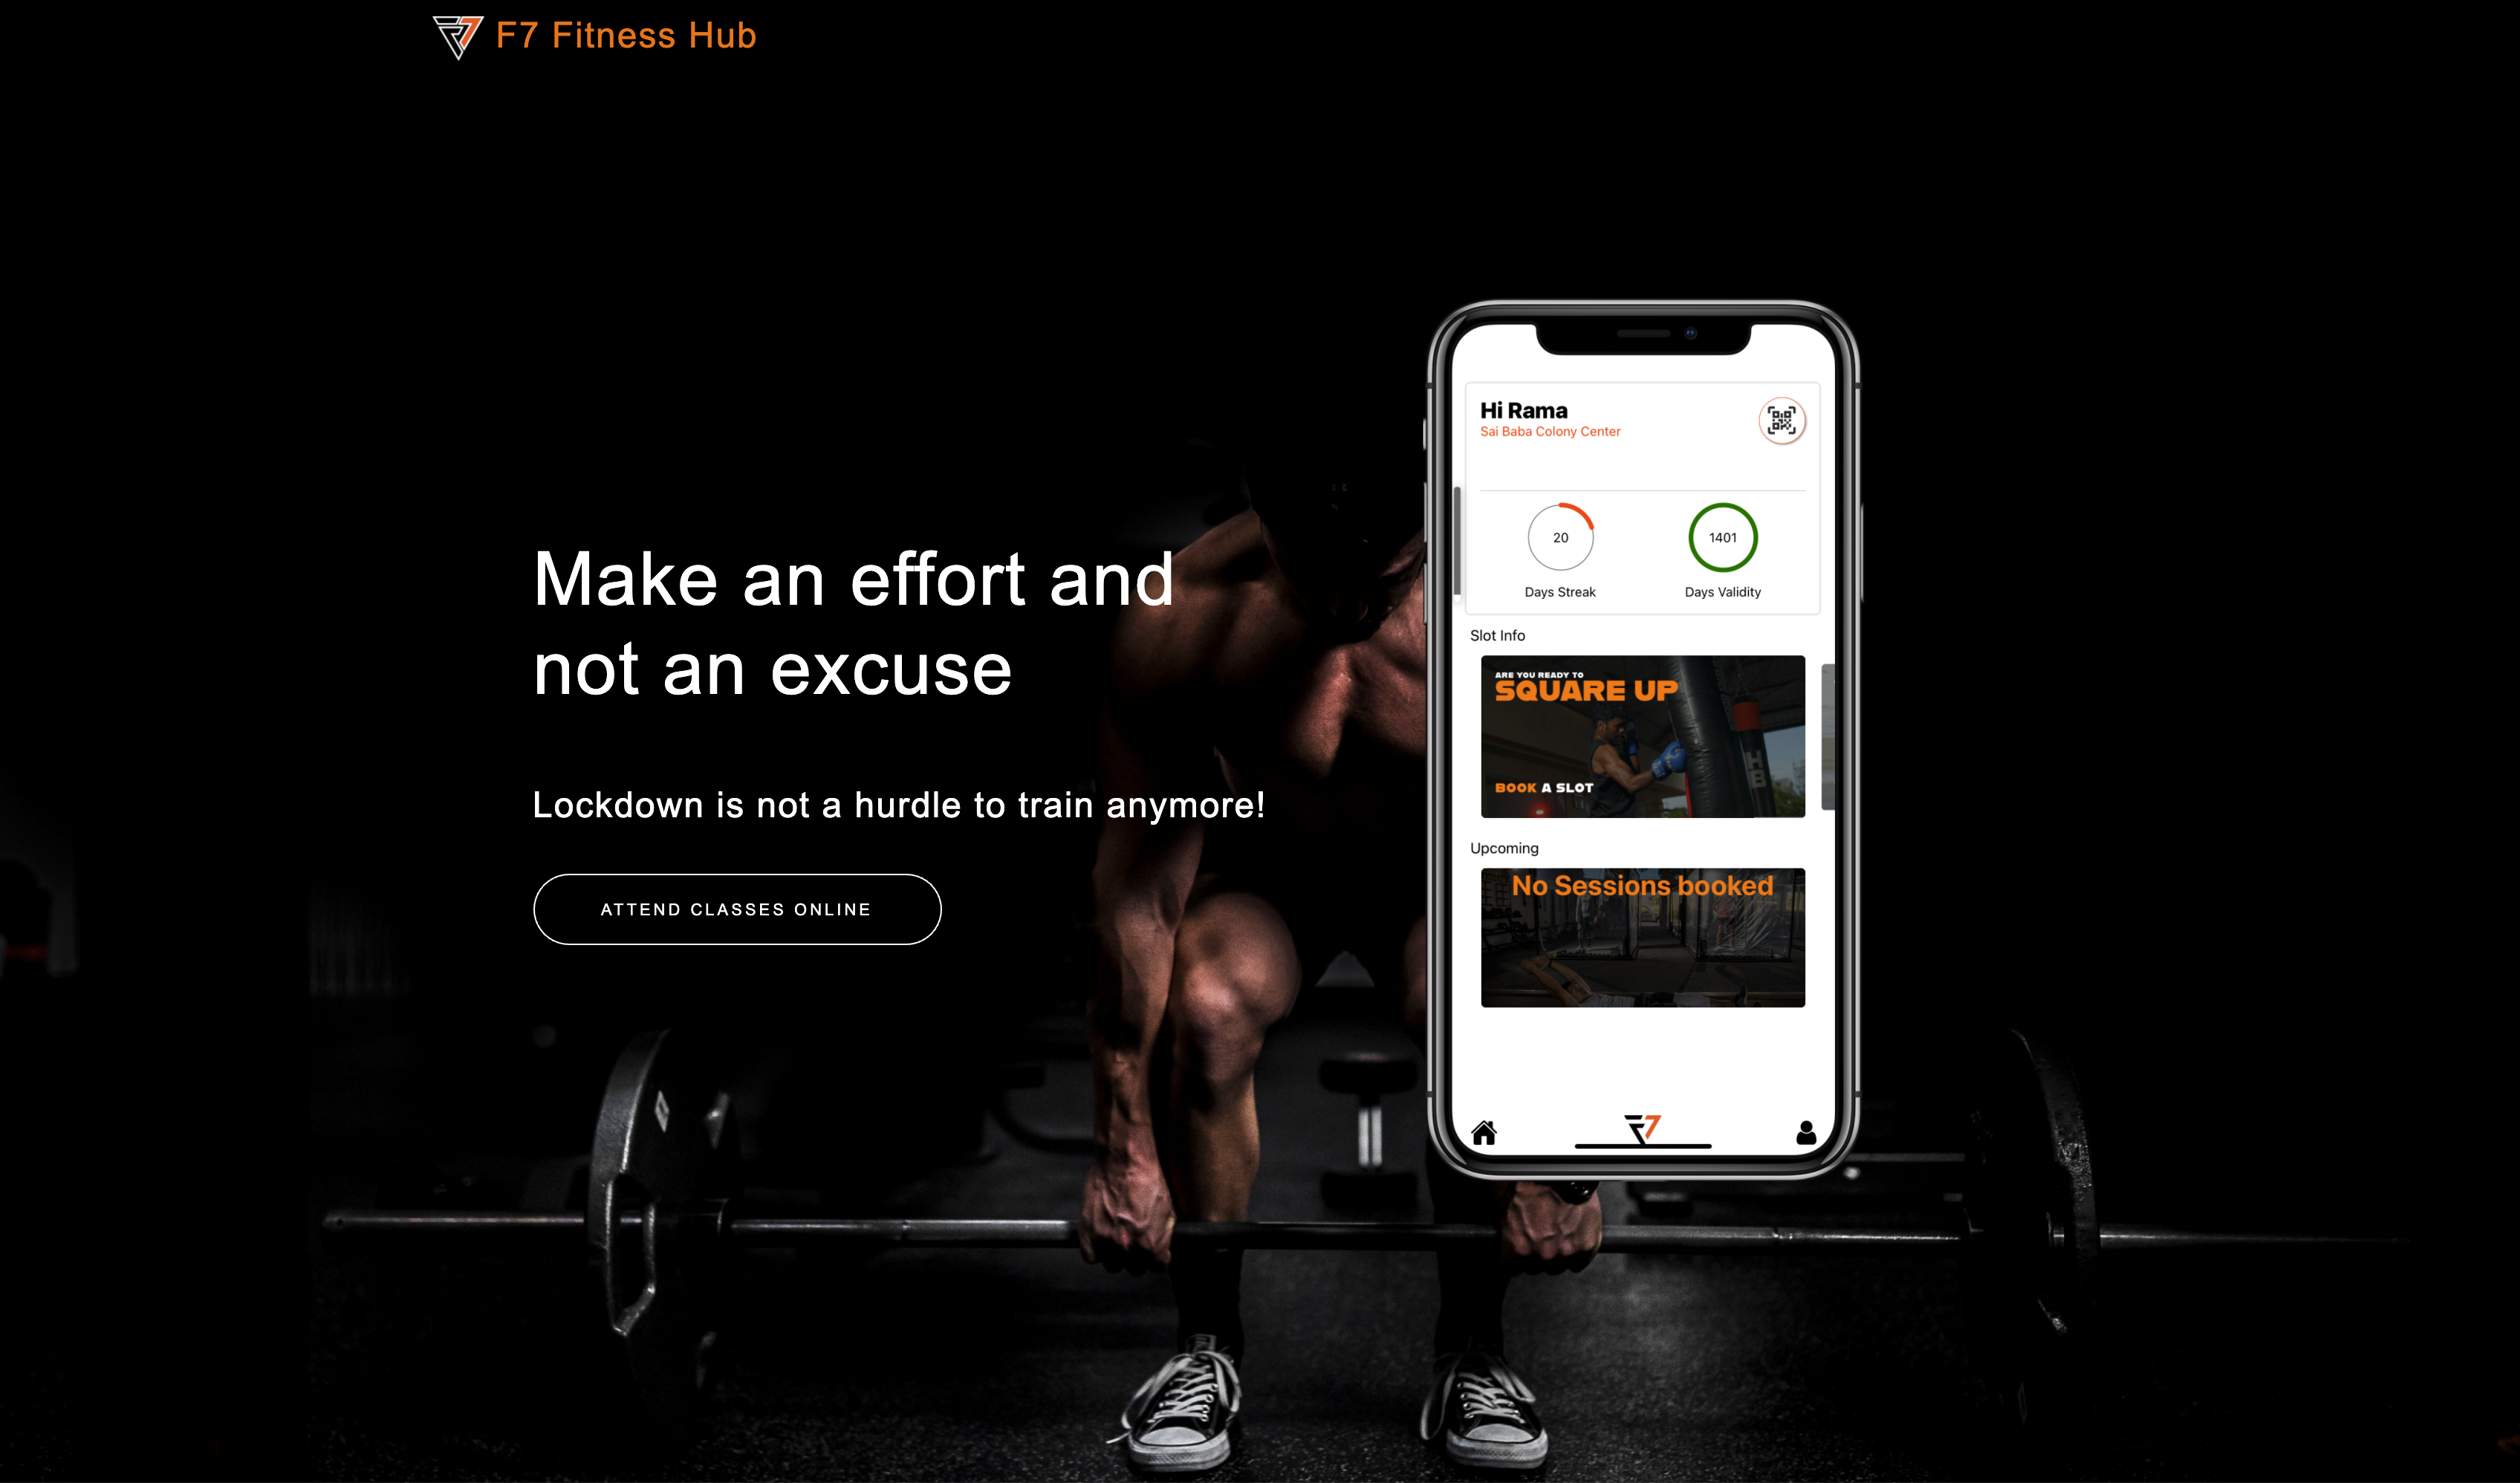 F7 Fitness Hub
Make an effort and
not an excuse
Lockdown is not a hurdle to train anymore!
ATTEND CLASSES ONLINE
Hi Rama
Sai Baba Colony Center
20
1401
Days Streak
Days Validity
Slot Info
ARE YOU READY TO
SQUARE UP
HB
BOOK A SLOT
Upcoming
No Sessions booked
F7